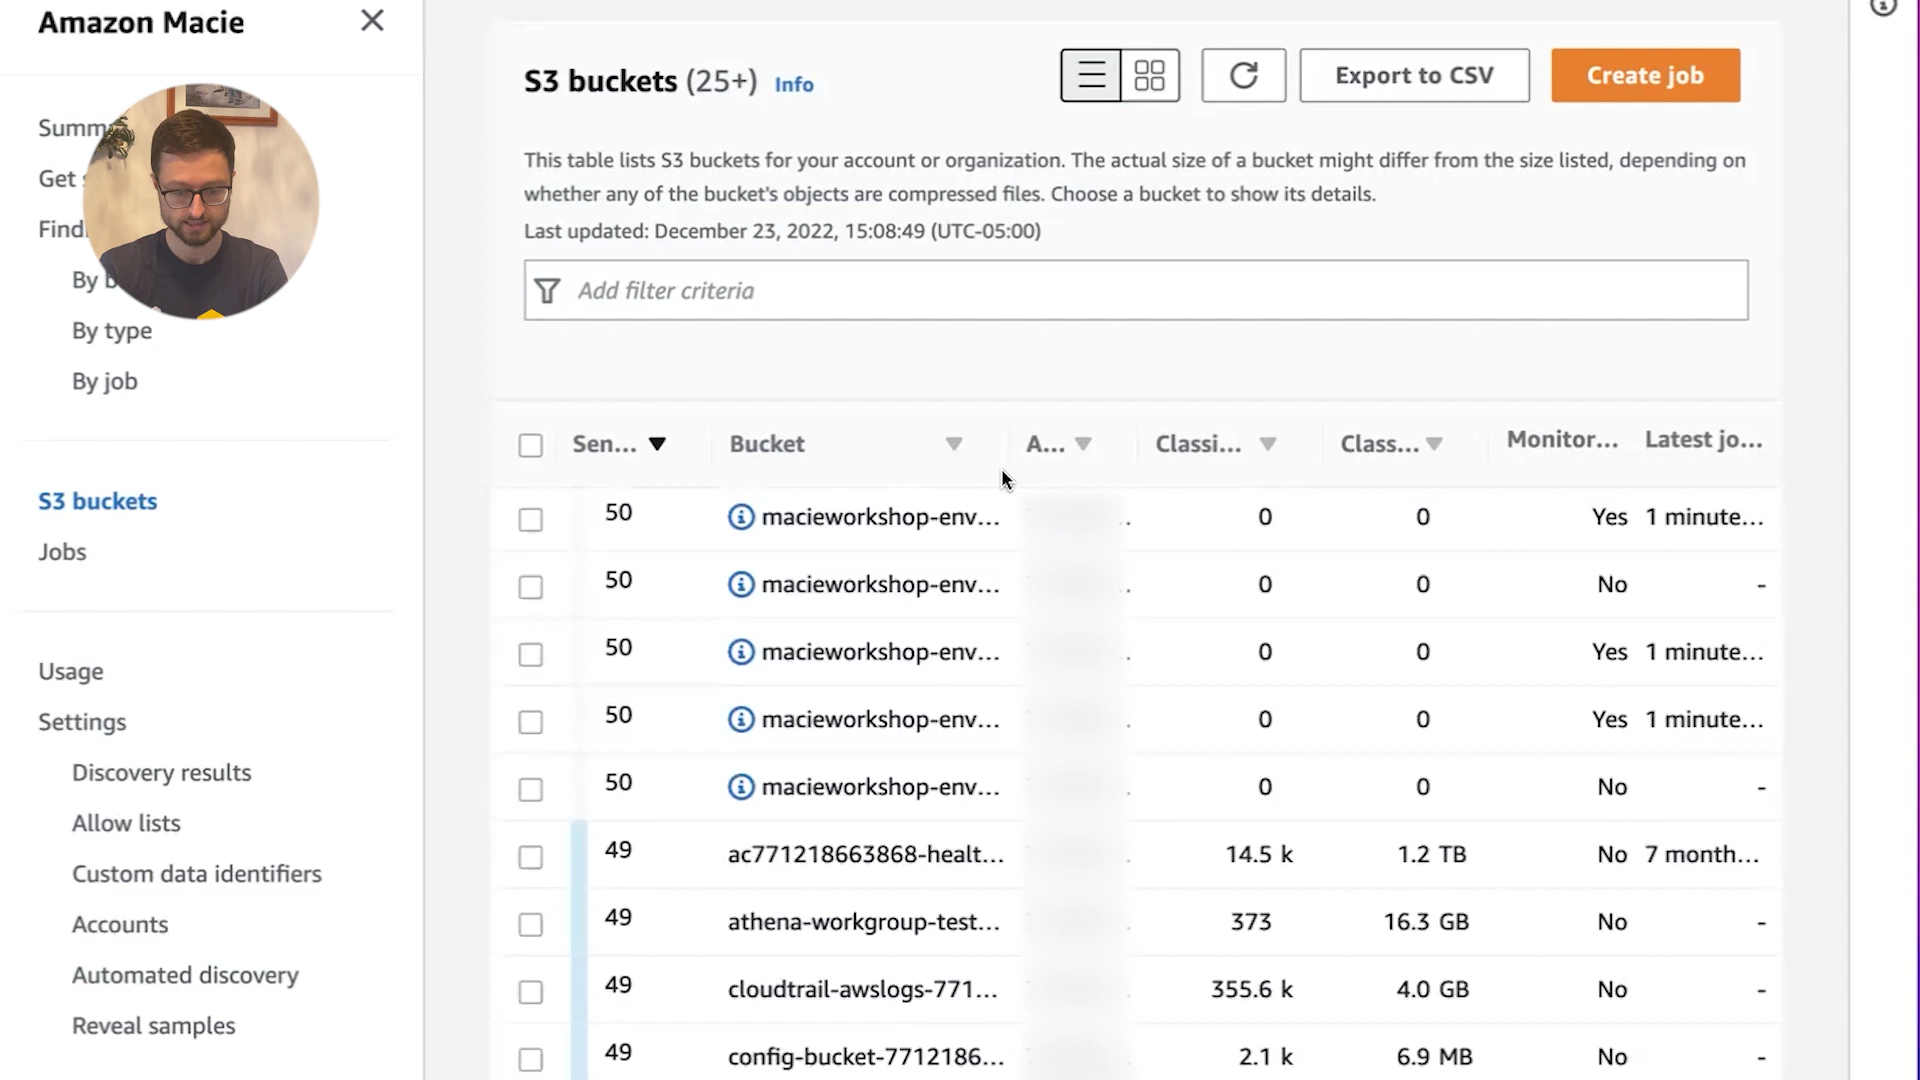 Amazon Macie
Summ
Get
Findi
By b
By type
By job
S3 buckets
Jobs
Usage
Settings
Discovery results
Allow lists
Custom data identifiers
Accounts
Automated discovery
Reveal samples
S3 buckets (25+) Info
Export to CSV
Create job
This table lists S3 buckets for your account or organization. The actual size of a bucket might differ from the size listed, depending on
whether any of the bucket's objects are compressed files. Choose a bucket to show its details.
Last updated: December 23, 2022, 15:08:49 (UTC-05:00)
Add filter criteria
Sen... Bucket A... Classi... Class... Monitor... Latest jo...
50 macieworkshop-env... 0 0 Yes 1 minute...
50 macieworkshop-env... 0 0 No -
50 macieworkshop-env... 0 0 Yes 1 minute...
50 macieworkshop-env... 0 0 Yes 1 minute...
50 macieworkshop-env... 0 0 No -
49 ac771218663868-healt... 14.5 k 1.2 TB No 7 month...
49 athena-workgroup-test... 373 16.3 GB No -
49 cloudtrail-awslogs-771... 355.6 k 4.0 GB No -
49 config-bucket-7712186... 2.1 k 6.9 MB No -